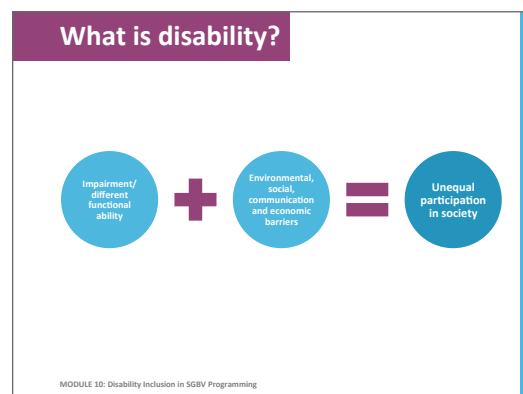 What is disability?
Impairment/
different
functional
ability
Environmental,
social,
communication
and economic
barriers
Unequal
participation
in society
MODULE 10: Disability Inclusion in SGBV Programming